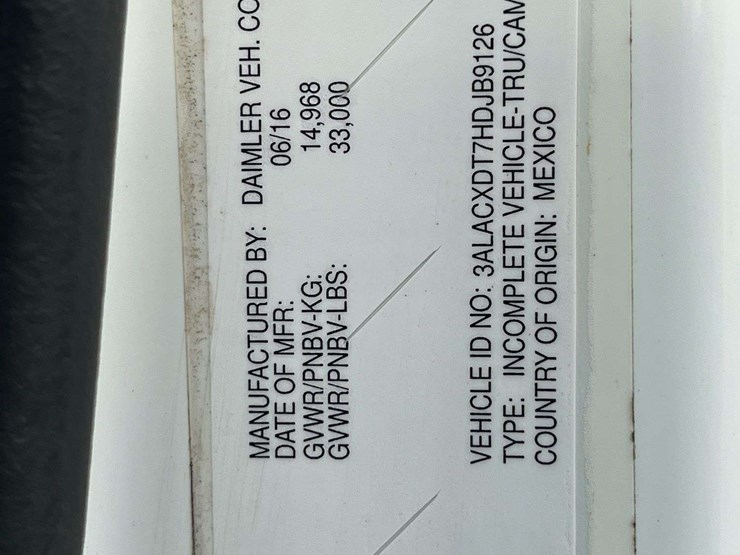 MANUFACTURED BY: DAIMLER VEH. CO
DATE OF MFR: 06/16
GVWR/PNBV-KG: 14,968
GVWR/PNBV-LBS: 33,000
VEHICLE ID NO: 3ALACXDT7HDJB9126
TYPE: INCOMPLETE VEHICLE-TRU/CAM
COUNTRY OF ORIGIN: MEXICO